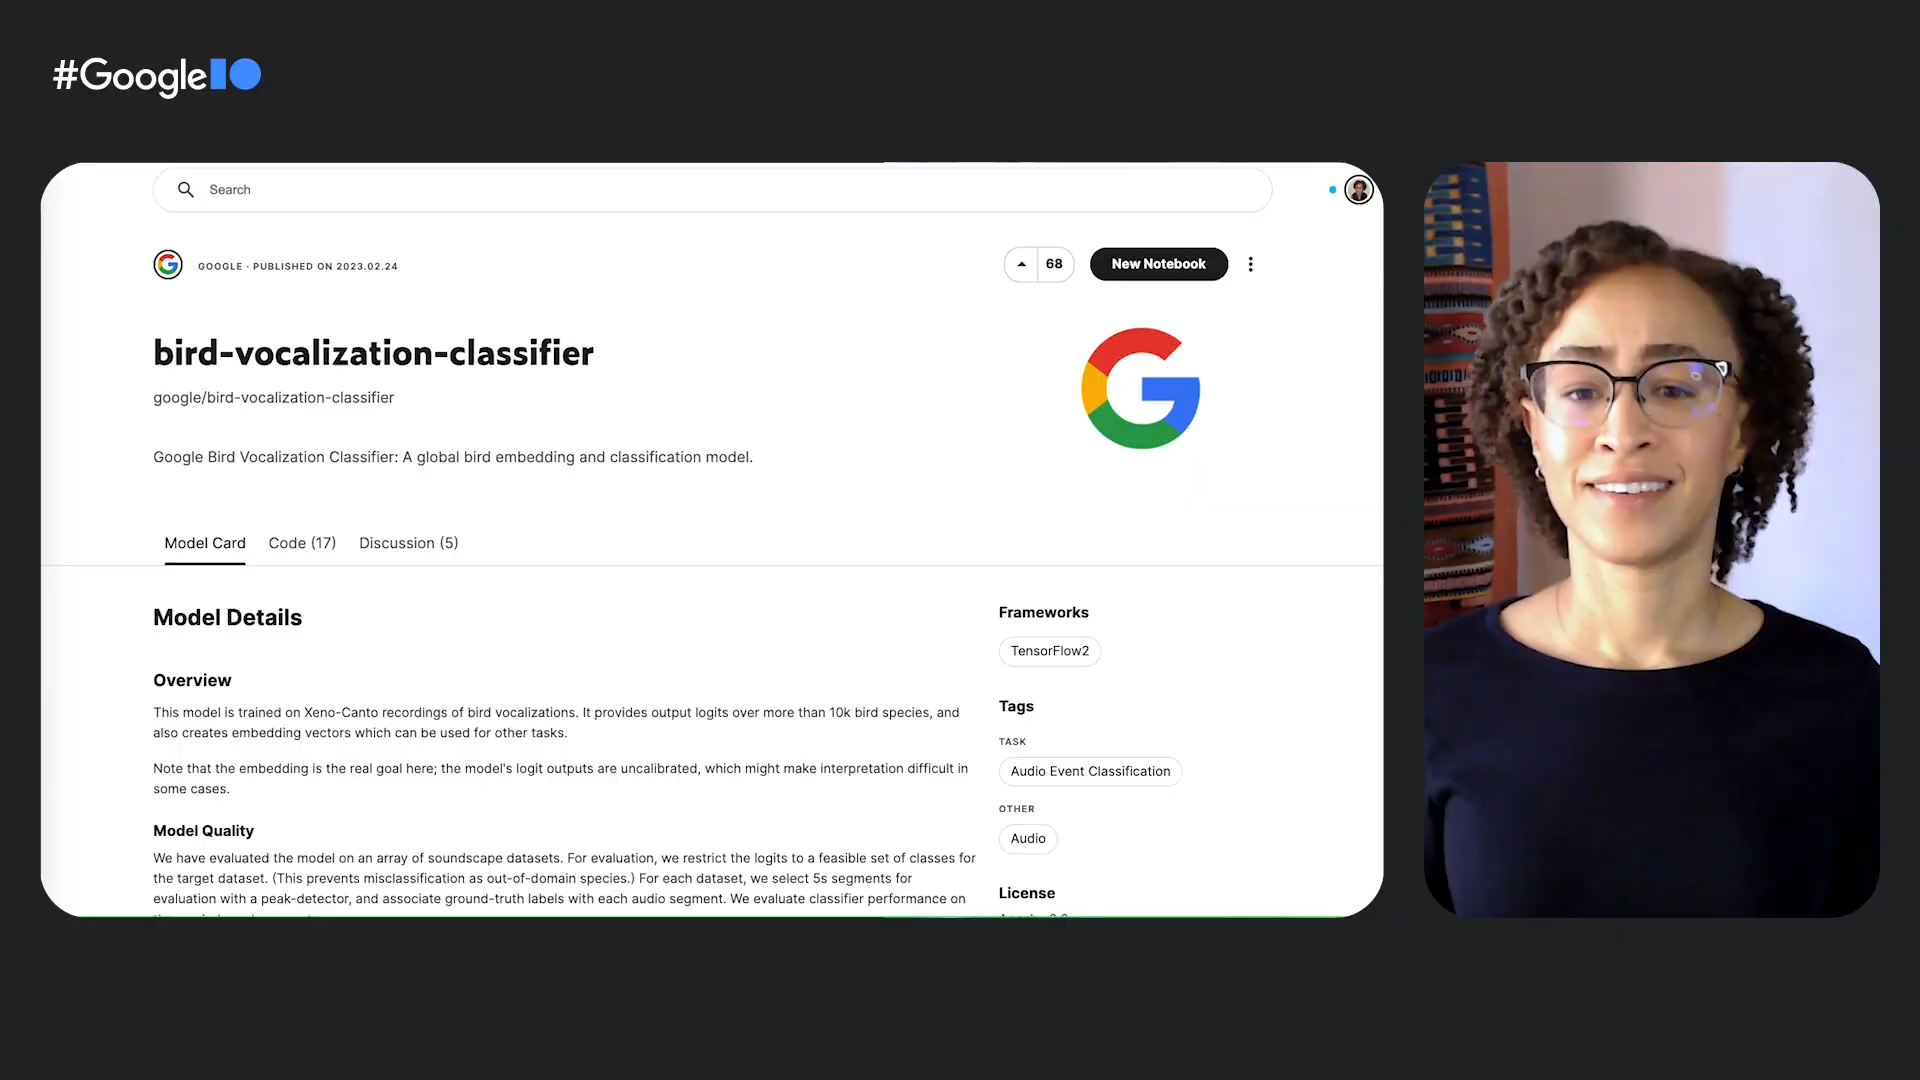 #GoogleIO
Search
GOOGLE · PUBLISHED ON 2023.02.24
68
New Notebook
bird-vocalization-classifier
google/bird-vocalization-classifier
Google Bird Vocalization Classifier: A global bird embedding and classification model.
Model Card
Code (17)
Discussion (5)
Model Details
Overview
This model is trained on Xeno-Canto recordings of bird vocalizations. It provides output logits over more than 10k bird species, and
also creates embedding vectors which can be used for other tasks.
Note that the embedding is the real goal here; the model's logit outputs are uncalibrated, which might make interpretation difficult in
some cases.
Model Quality
We have evaluated the model on an array of soundscape datasets. For evaluation, we restrict the logits to a feasible set of classes for
the target dataset. (This prevents misclassification as out-of-domain species.) For each dataset, we select 5s segments for
evaluation with a peak-detector, and associate ground-truth labels with each audio segment. We evaluate classifier performance on
Frameworks
TensorFlow2
Tags
TASK
Audio Event Classification
OTHER
Audio
License